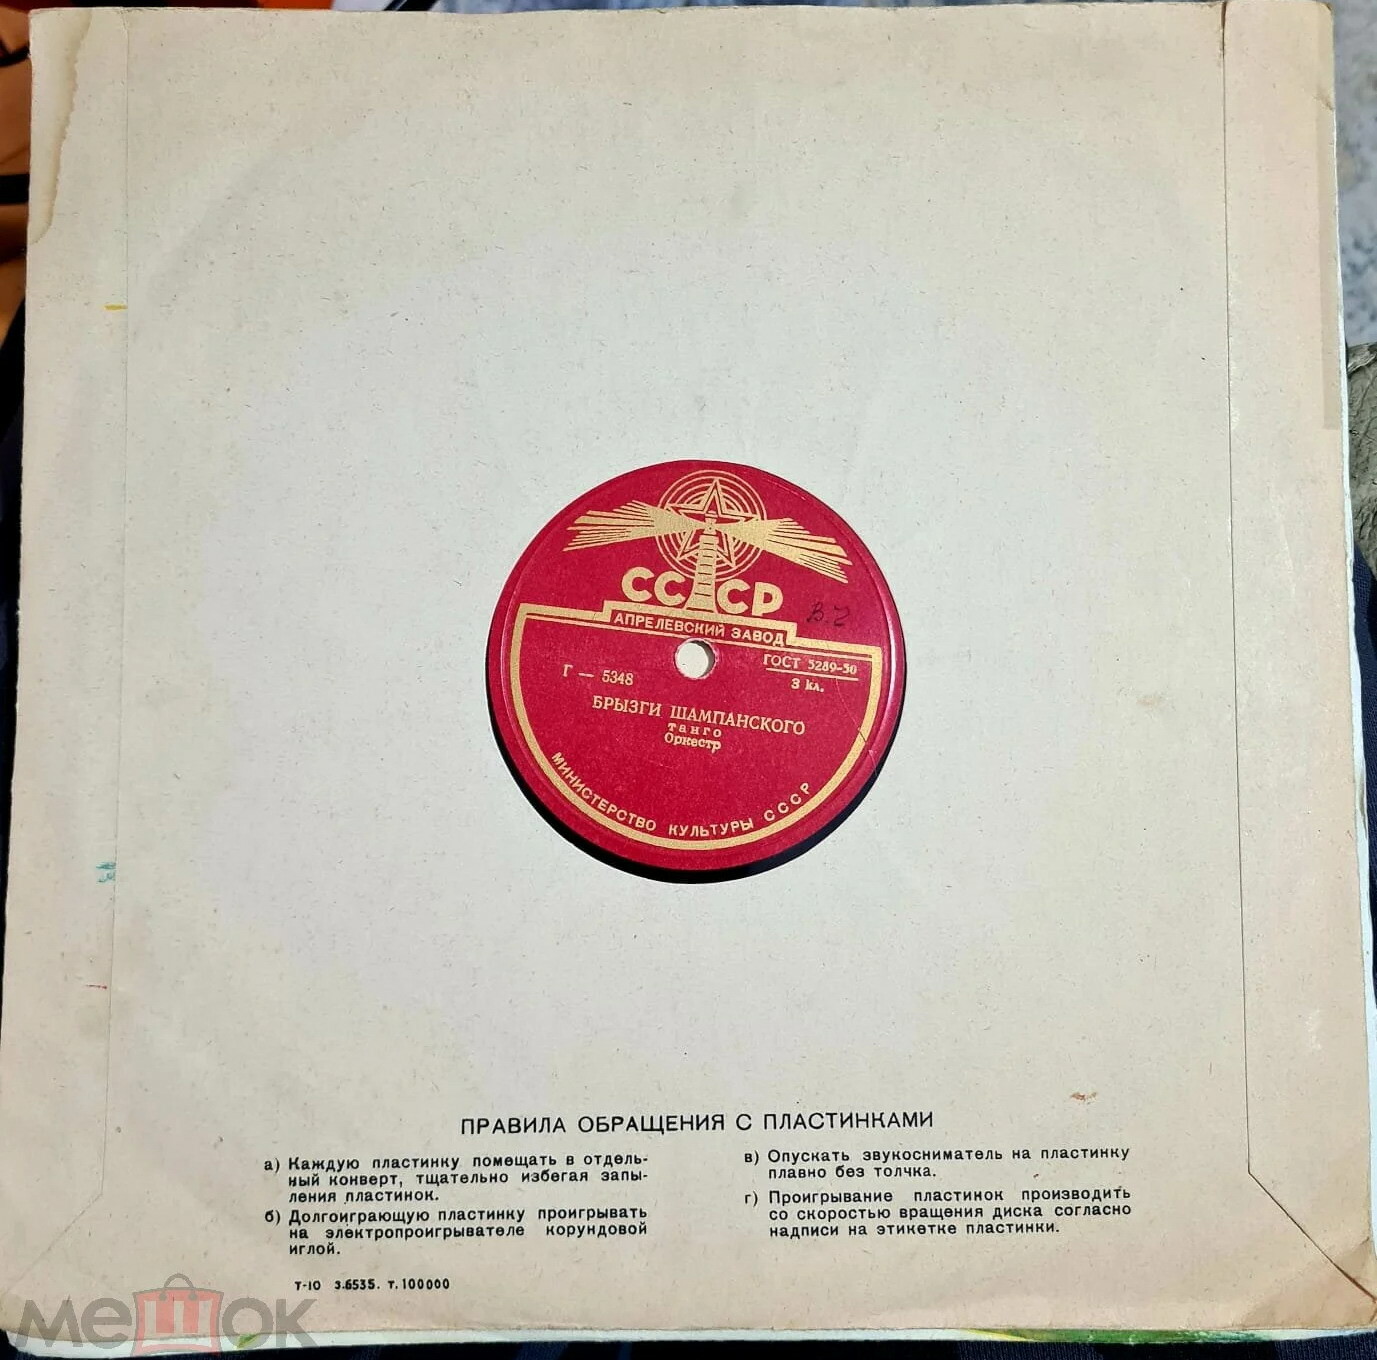 СССР
В.2
АПРЕЛЕВСКИЙ ЗАВОД
Г — 5348
ГОСТ 5289-50
3 кл.
БРЫЗГИ ШАМПАНСКОГО
танго
Оркестр
МИНИСТЕРСТВО КУЛЬТУРЫ СССР
ПРАВИЛА ОБРАЩЕНИЯ С ПЛАСТИНКАМИ
а) Каждую пластинку помещать в отдель-
ный конверт, тщательно избегая запы-
ления пластинок.
б) Долгоиграющую пластинку проигрывать
на электропроигрывателе корундовой
иглой.
в) Опускать звукосниматель на пластинку
плавно без толчка.
г) Проигрывание пластинок производить
со скоростью вращения диска согласно
надписи на этикетке пластинки.
Т-10 З.6535. Т.100000
мешок